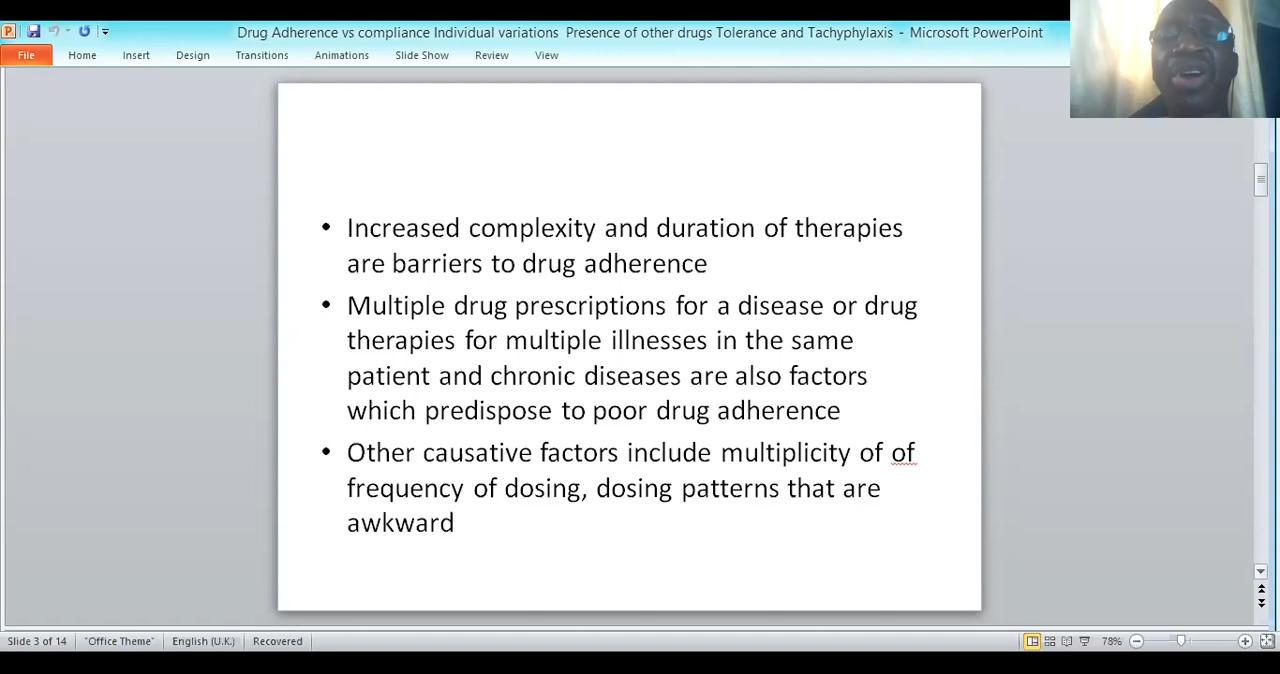 Drug Adherence vs compliance Individual variations  Presence of other drugs Tolerance and Tachyphylaxis - Microsoft PowerPoint
File Home Insert Design Transitions Animations Slide Show Review View
• Increased complexity and duration of therapies
are barriers to drug adherence
• Multiple drug prescriptions for a disease or drug
therapies for multiple illnesses in the same
patient and chronic diseases are also factors
which predispose to poor drug adherence
• Other causative factors include multiplicity of of
frequency of dosing, dosing patterns that are
awkward
Slide 3 of 14 "Office Theme" English (U.K.) Recovered 78%